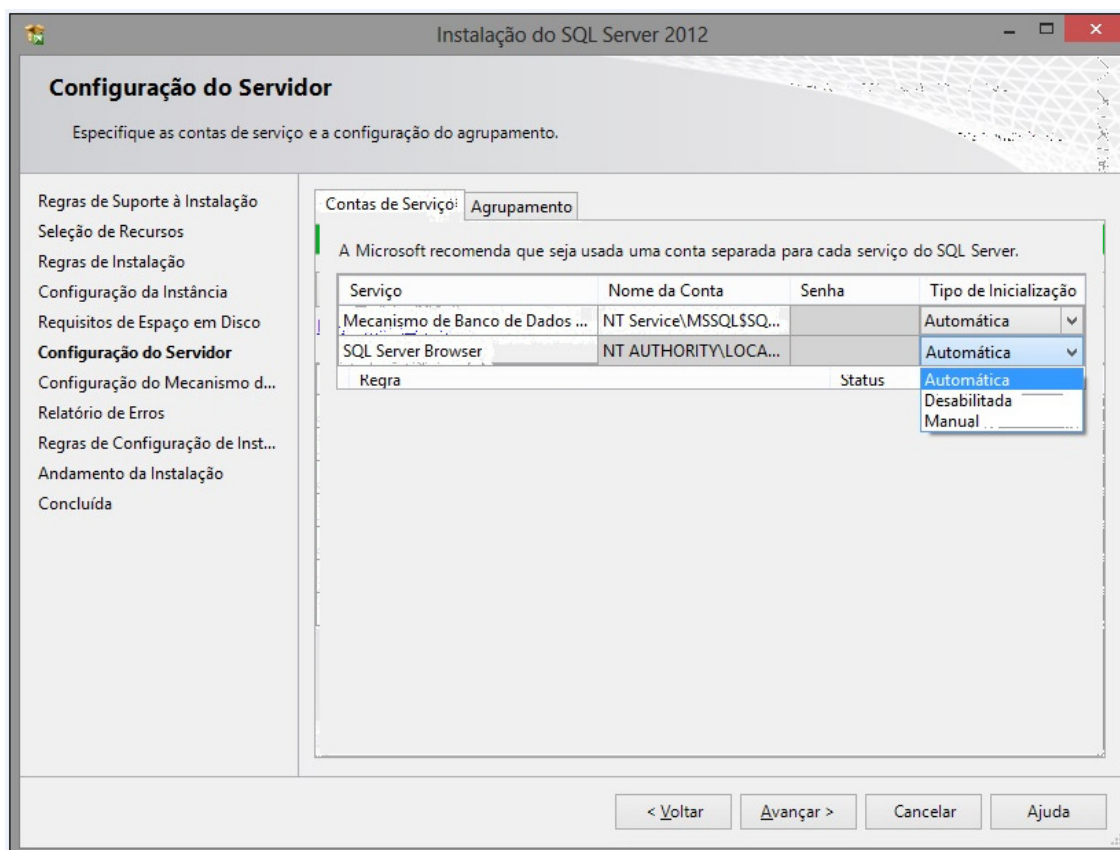 Instalação do SQL Server 2012
Configuração do Servidor
Especifique as contas de serviço e a configuração do agrupamento.
Regras de Suporte à Instalação
Seleção de Recursos
Regras de Instalação
Configuração da Instância
Requisitos de Espaço em Disco
Configuração do Servidor
Configuração do Mecanismo d...
Relatório de Erros
Regras de Configuração de Inst...
Andamento da Instalação
Concluída
Contas de Serviço Agrupamento
A Microsoft recomenda que seja usada uma conta separada para cada serviço do SQL Server.
Serviço Nome da Conta Senha Tipo de Inicialização
Mecanismo de Banco de Dados ... NT Service\MSSQL$SQ... Automática
SQL Server Browser NT AUTHORITY\LOCA... Automática
Regra Status Automática
Desabilitada
Manual
< Voltar Avançar > Cancelar Ajuda